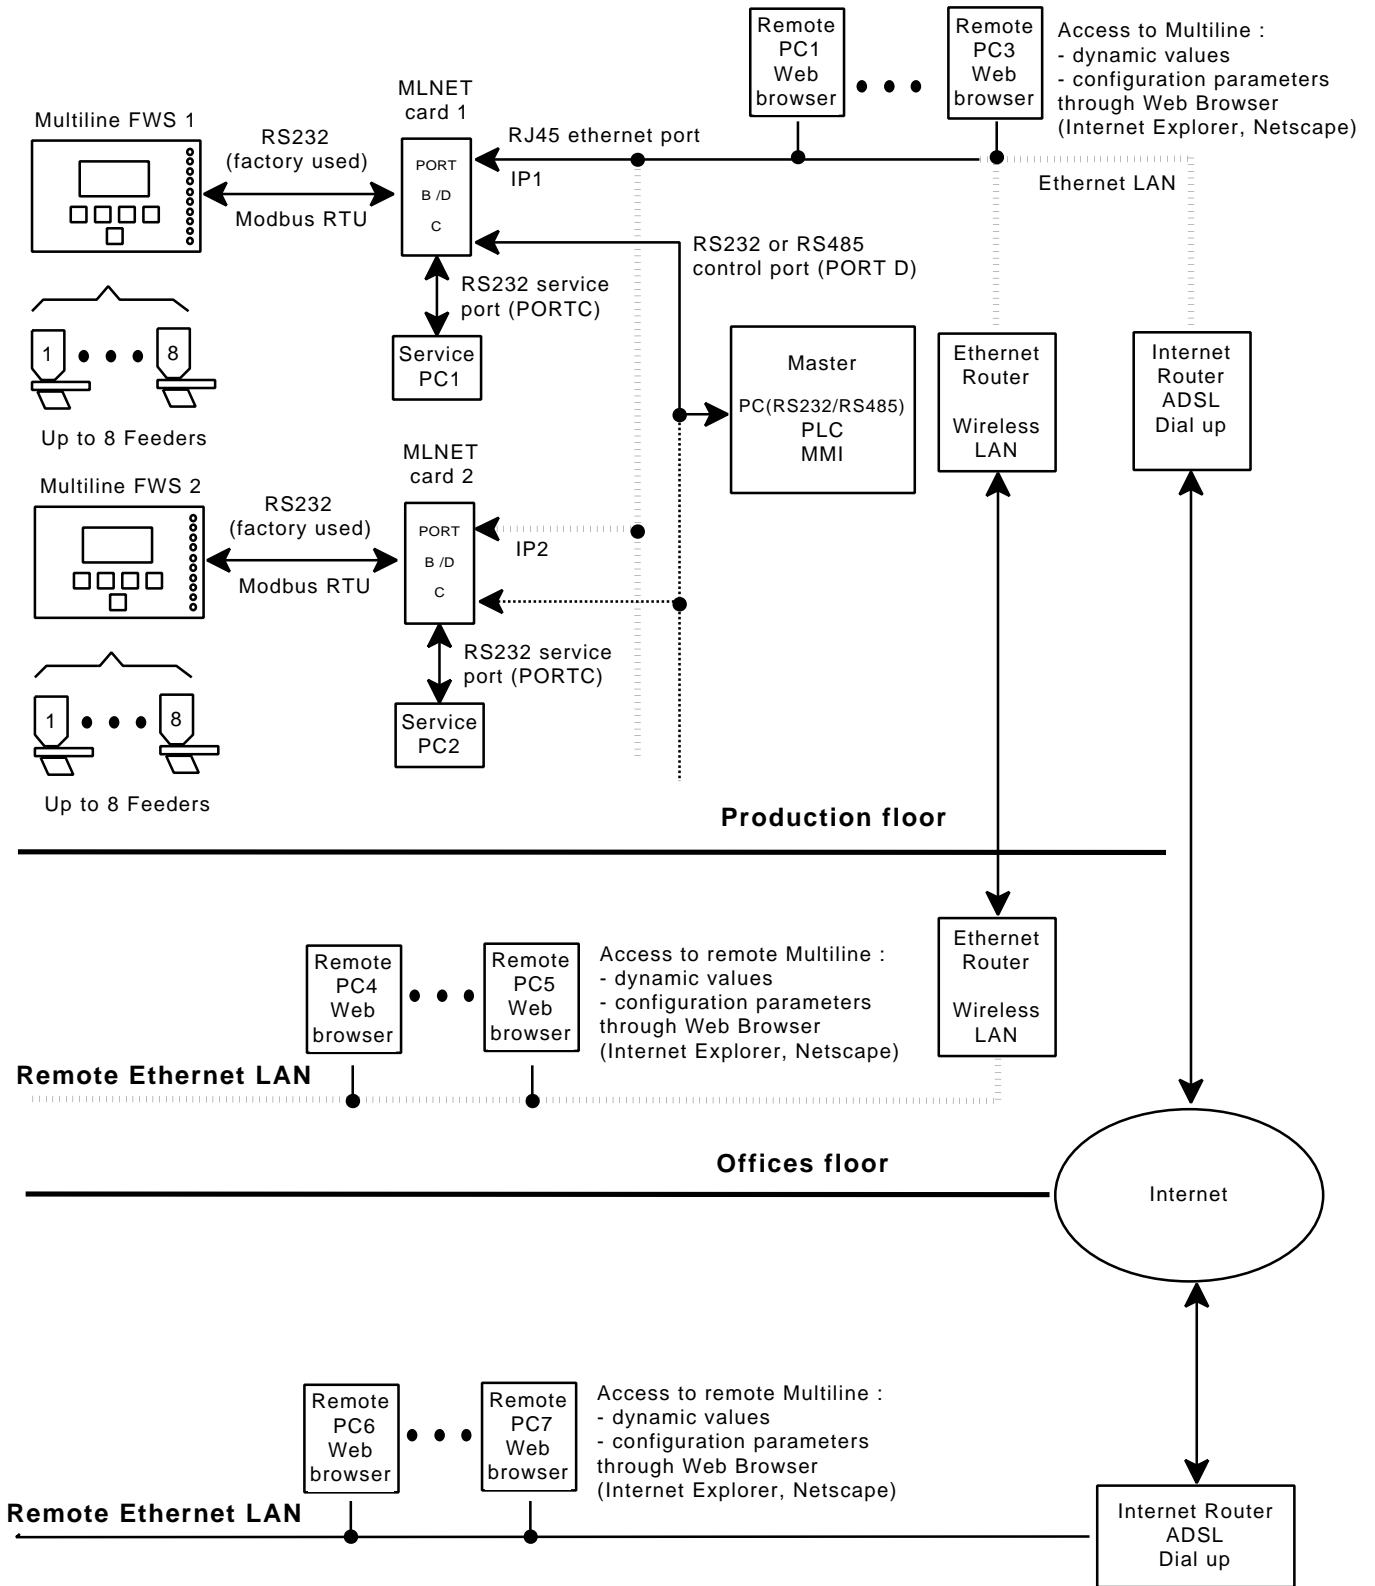 Remote
PC1
Web
browser
Remote
PC3
Web
browser
Access to Multiline :
- dynamic values
- configuration parameters
through Web Browser
(Internet Explorer, Netscape)
MLNET
card 1
Multiline FWS 1
RS232
(factory used)
Modbus RTU
PORT
B /D
C
RJ45 ethernet port
IP1
Ethernet LAN
RS232 or RS485
control port (PORT D)
RS232 service
port (PORTC)
Service
PC1
1
8
Up to 8 Feeders
Master
PC(RS232/RS485)
PLC
MMI
Ethernet
Router
Wireless
LAN
Internet
Router
ADSL
Dial up
MLNET
card 2
Multiline FWS 2
RS232
(factory used)
Modbus RTU
PORT
B /D
C
IP2
RS232 service
port (PORTC)
Service
PC2
1
8
Up to 8 Feeders
Production floor
Remote
PC4
Web
browser
Remote
PC5
Web
browser
Access to remote Multiline :
- dynamic values
- configuration parameters
through Web Browser
(Internet Explorer, Netscape)
Ethernet
Router
Wireless
LAN
Remote Ethernet LAN
Offices floor
Internet
Remote
PC6
Web
browser
Remote
PC7
Web
browser
Access to remote Multiline :
- dynamic values
- configuration parameters
through Web Browser
(Internet Explorer, Netscape)
Remote Ethernet LAN
Internet Router
ADSL
Dial up